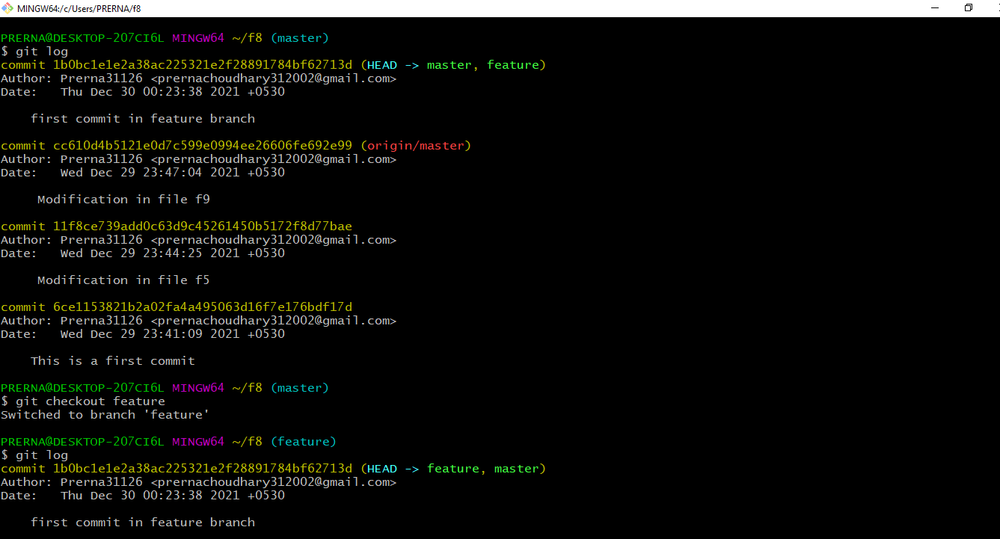 MINGW64:/c/Users/PRERNA/f8
PRERNA@DESKTOP-207CI6L MINGW64 ~/f8 (master)
$ git log
commit 1b0bc1e1e2a38ac225321e2f28891784bf62713d (HEAD -> master, feature)
Author: Prerna31126 <prernachoudhary312002@gmail.com>
Date:   Thu Dec 30 00:23:38 2021 +0530
    first commit in feature branch
commit cc610d4b5121e0d7c599e0994ee26606fe692e99 (origin/master)
Author: Prerna31126 <prernachoudhary312002@gmail.com>
Date:   Wed Dec 29 23:47:04 2021 +0530
     Modification in file f9
commit 11f8ce739add0c63d9c45261450b5172f8d77bae
Author: Prerna31126 <prernachoudhary312002@gmail.com>
Date:   Wed Dec 29 23:44:25 2021 +0530
     Modification in file f5
commit 6ce1153821b2a02fa4a495063d16f7e176bdf17d
Author: Prerna31126 <prernachoudhary312002@gmail.com>
Date:   Wed Dec 29 23:41:09 2021 +0530
    This is a first commit
PRERNA@DESKTOP-207CI6L MINGW64 ~/f8 (master)
$ git checkout feature
Switched to branch 'feature'
PRERNA@DESKTOP-207CI6L MINGW64 ~/f8 (feature)
$ git log
commit 1b0bc1e1e2a38ac225321e2f28891784bf62713d (HEAD -> feature, master)
Author: Prerna31126 <prernachoudhary312002@gmail.com>
Date:   Thu Dec 30 00:23:38 2021 +0530
    first commit in feature branch